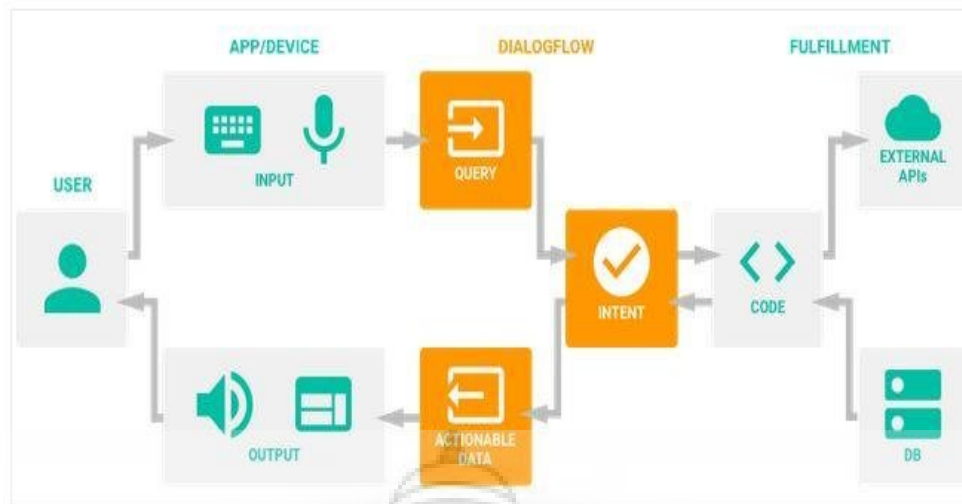 APP/DEVICE
DIALOGFLOW
FULFILLMENT
INPUT
QUERY
EXTERNAL
APIs
USER
INTENT
CODE
OUTPUT
ACTIONABLE
DATA
DB